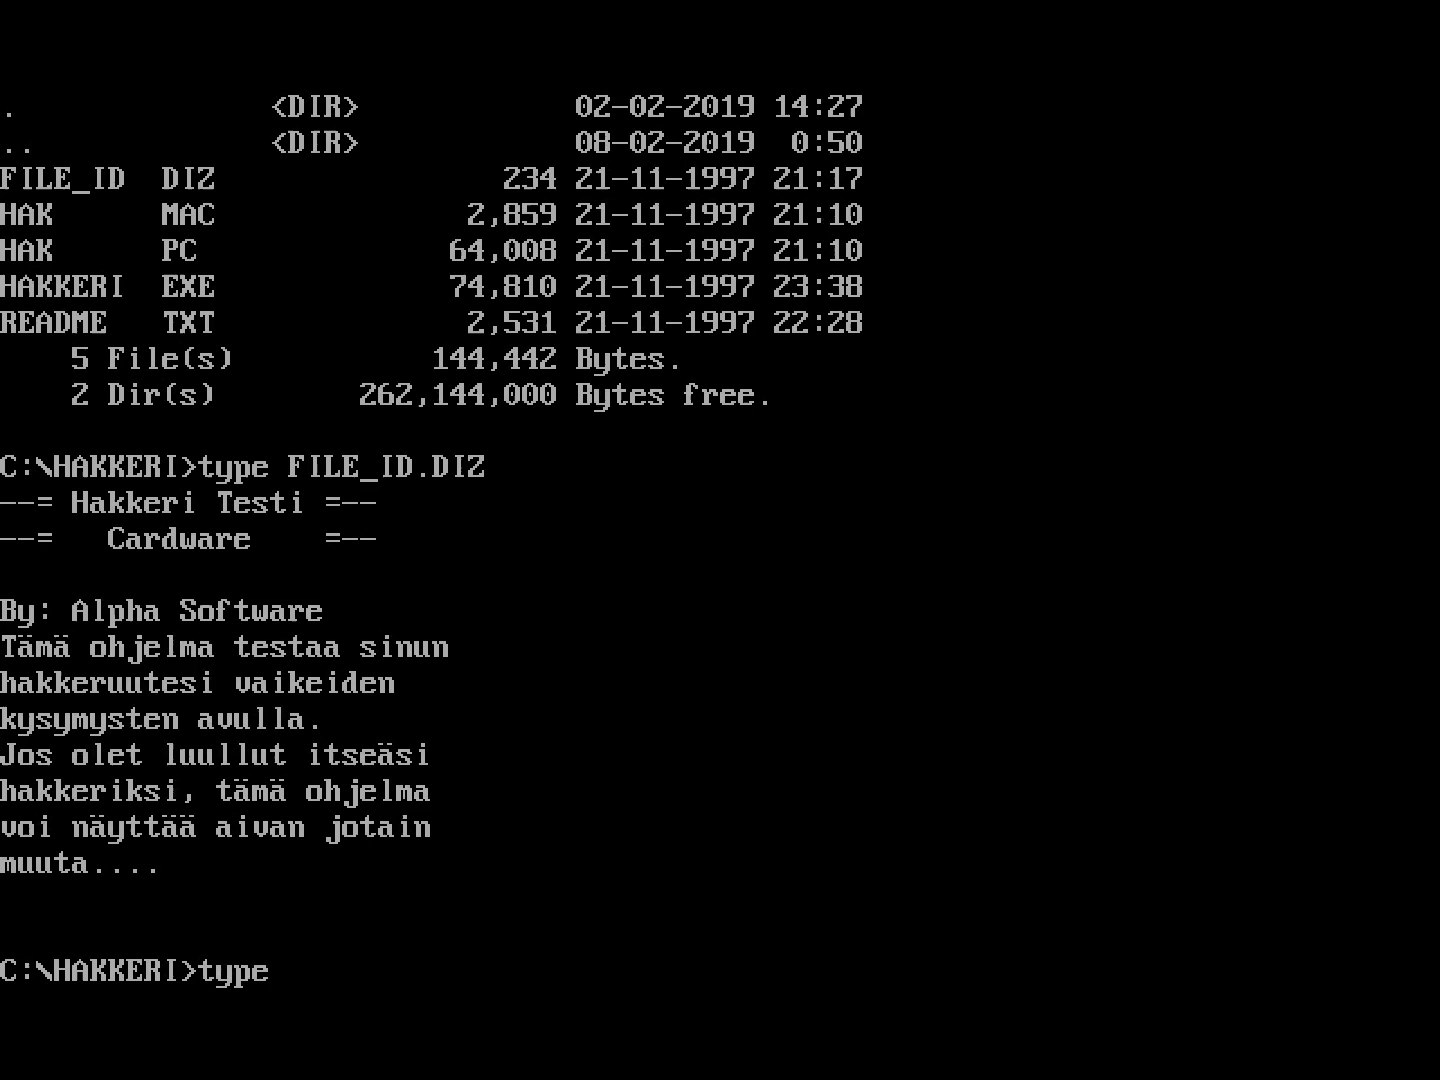 .              <DIR>            02-02-2019 14:27
..             <DIR>            08-02-2019  0:50
FILE_ID  DIZ                234 21-11-1997 21:17
HAK      MAC              2,859 21-11-1997 21:10
HAK      PC              64,008 21-11-1997 21:10
HAKKERI  EXE             74,810 21-11-1997 23:38
README   TXT              2,531 21-11-1997 22:28
    5 File(s)           144,442 Bytes.
    2 Dir(s)        262,144,000 Bytes free.

C:\HAKKERI>type FILE_ID.DIZ
--= Hakkeri Testi =--
--=   Cardware    =--

By: Alpha Software
Tämä ohjelma testaa sinun
hakkeruutesi vaikeiden
kysymysten avulla.
Jos olet luullut itseäsi
hakkeriksi, tämä ohjelma
voi näyttää aivan jotain
muuta....

C:\HAKKERI>type